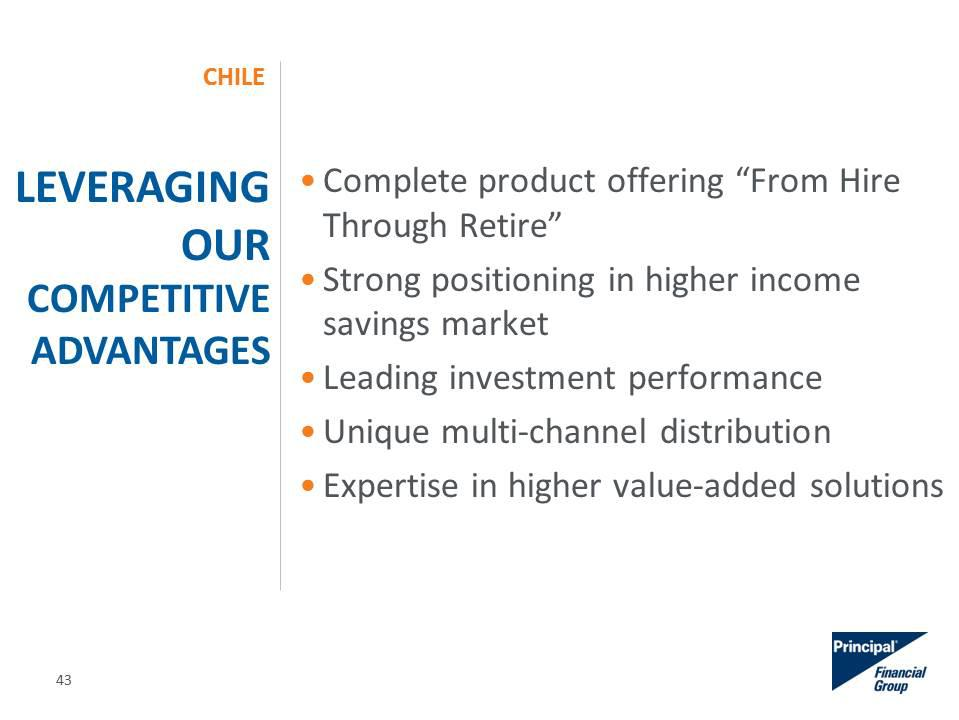 CHILE
LEVERAGING
OUR
COMPETITIVE
ADVANTAGES
• Complete product offering “From Hire
Through Retire”
• Strong positioning in higher income
savings market
• Leading investment performance
• Unique multi-channel distribution
• Expertise in higher value-added solutions
43
Principal®
Financial
Group